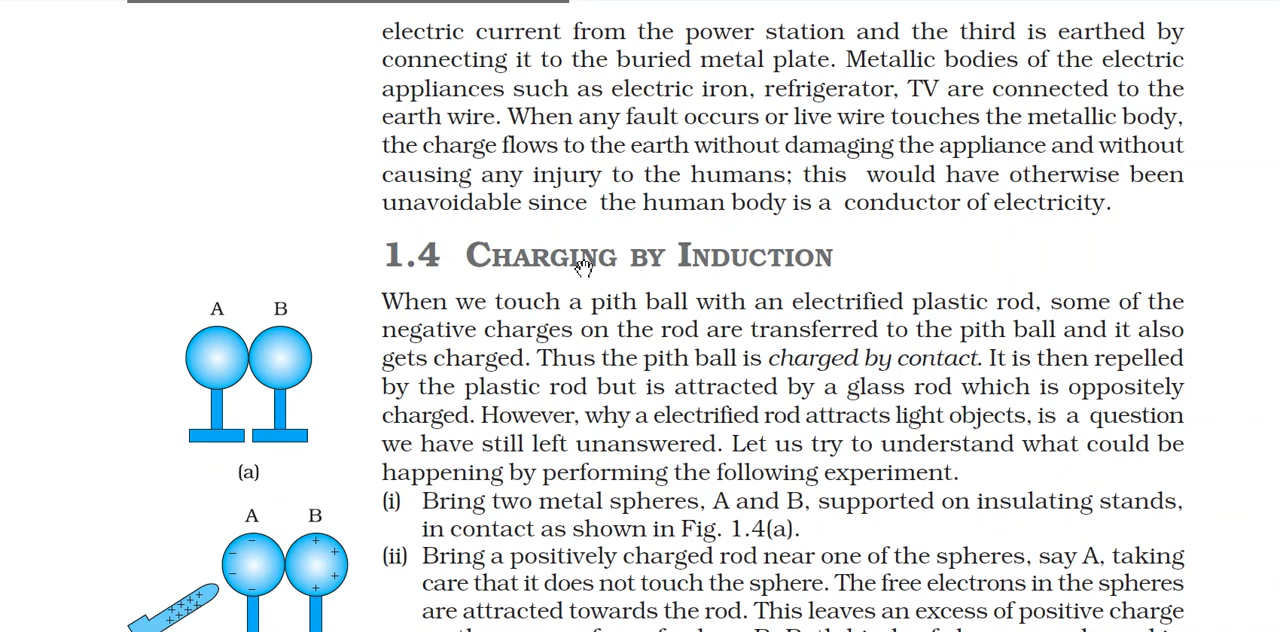 electric current from the power station and the third is earthed by
connecting it to the buried metal plate. Metallic bodies of the electric
appliances such as electric iron, refrigerator, TV are connected to the
earth wire. When any fault occurs or live wire touches the metallic body,
the charge flows to the earth without damaging the appliance and without
causing any injury to the humans; this would have otherwise been
unavoidable since the human body is a conductor of electricity.
1.4 CHARGING BY INDUCTION
When we touch a pith ball with an electrified plastic rod, some of the
negative charges on the rod are transferred to the pith ball and it also
gets charged. Thus the pith ball is charged by contact. It is then repelled
by the plastic rod but is attracted by a glass rod which is oppositely
charged. However, why a electrified rod attracts light objects, is a question
we have still left unanswered. Let us try to understand what could be
happening by performing the following experiment.
(i) Bring two metal spheres, A and B, supported on insulating stands,
in contact as shown in Fig. 1.4(a).
(ii) Bring a positively charged rod near one of the spheres, say A, taking
care that it does not touch the sphere. The free electrons in the spheres
are attracted towards the rod. This leaves an excess of positive charge
A B
(a)
A B